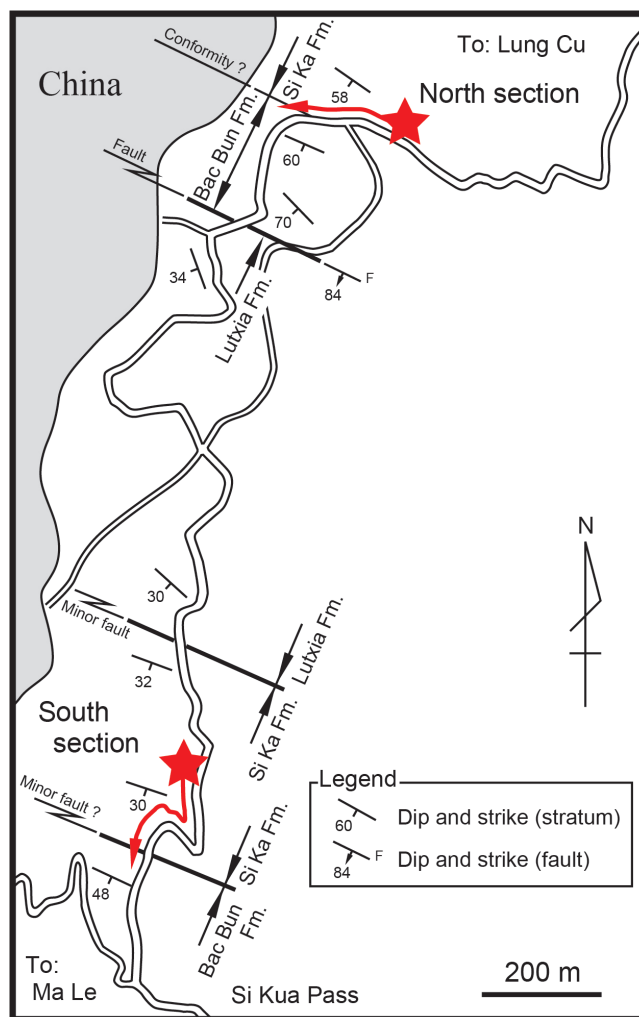 To: Lung Cu
Conformity ?
Si Ka Fm.
China
58
North section
Bac Bun Fm.
60
Fault
70
34
Lutxia Fm.
84
F
N
30
Minor fault
Lutxia Fm.
32
Si Ka Fm.
South
section
30
Minor fault ?
Si Ka Fm.
48
Bac Bun
Fm.
Legend
60 Dip and strike (stratum)
F
84 Dip and strike (fault)
To:
Ma Le
Si Kua Pass
200 m